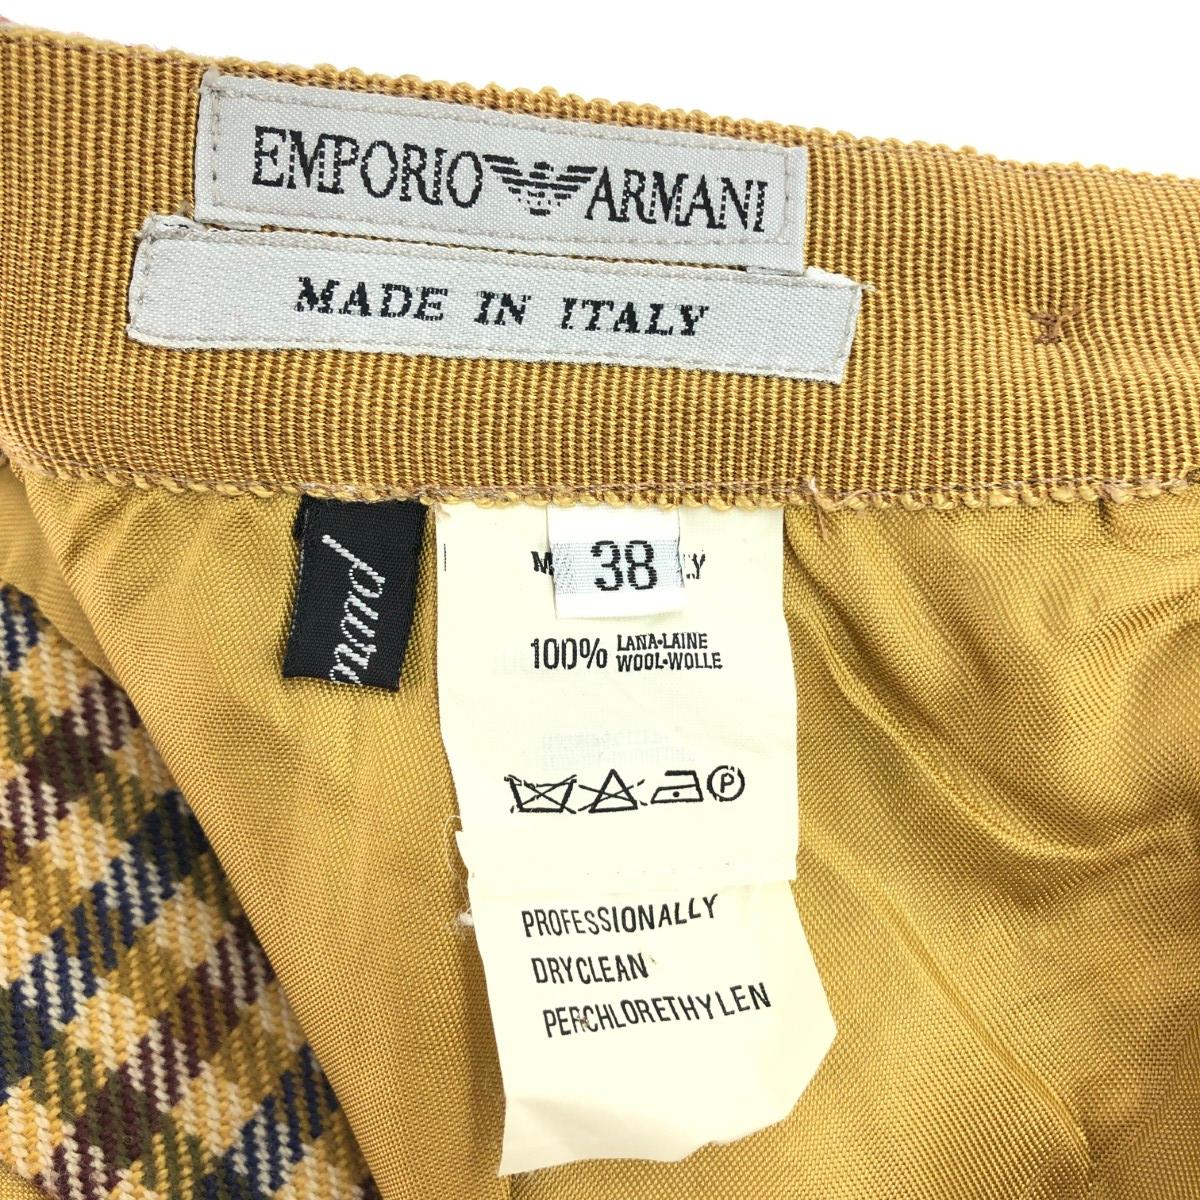 EMPORIO ARMANI
MADE IN ITALY
38
100% LANA·LAINE
WOOL·WOLLE
P
PROFESSIONALLY
DRYCLEAN
PERCHLORETHYLEN